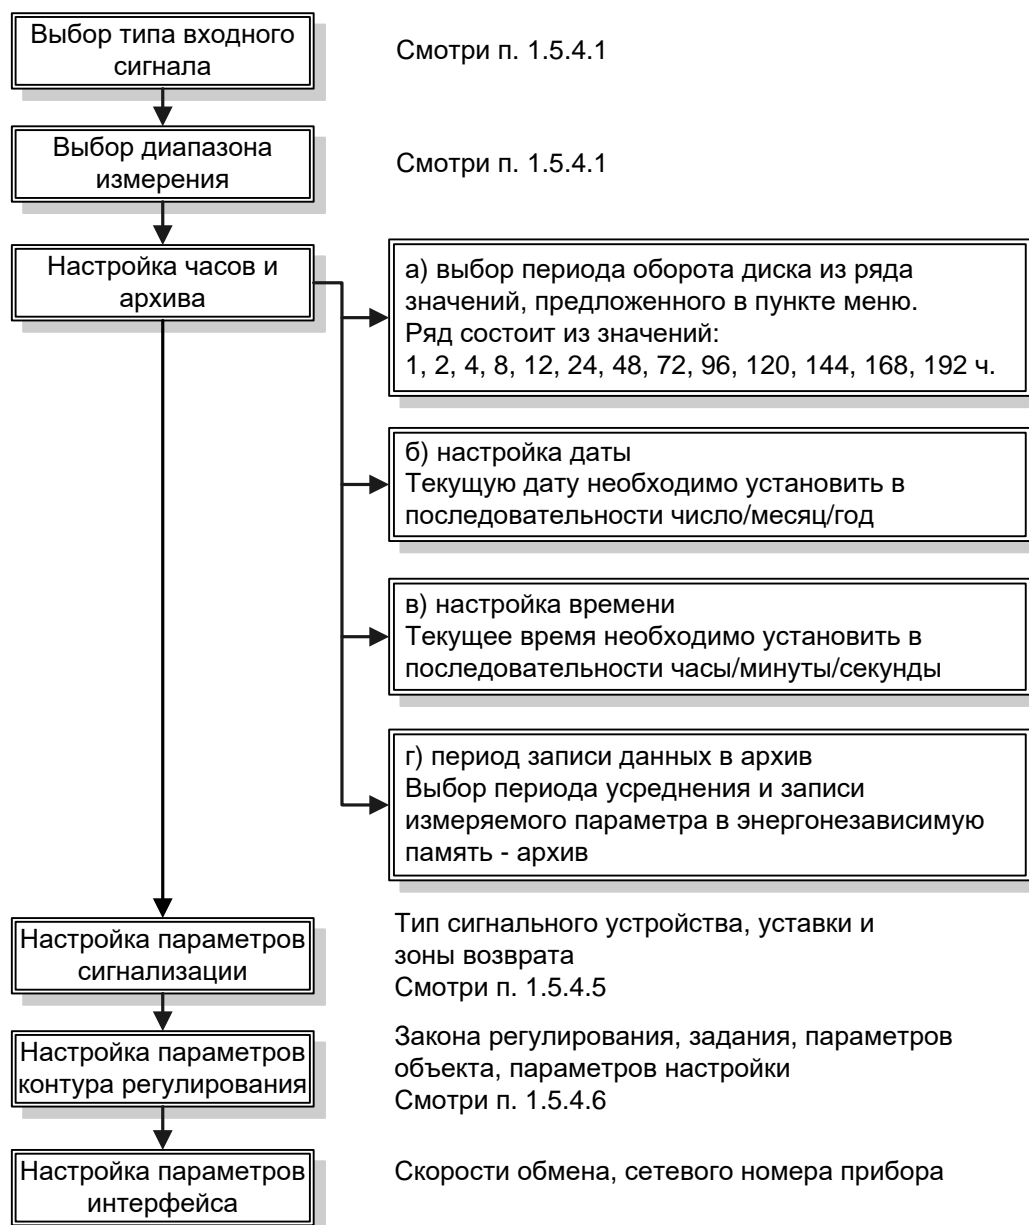 Выбор типа входного
сигнала
Смотри п. 1.5.4.1
Выбор диапазона
измерения
Смотри п. 1.5.4.1
Настройка часов и
архива
а) выбор периода оборота диска из ряда
значений, предложенного в пункте меню.
Ряд состоит из значений:
1, 2, 4, 8, 12, 24, 48, 72, 96, 120, 144, 168, 192 ч.
б) настройка даты
Текущую дату необходимо установить в
последовательности число/месяц/год
в) настройка времени
Текущее время необходимо установить в
последовательности часы/минуты/секунды
г) период записи данных в архив
Выбор периода усреднения и записи
измеряемого параметра в энергонезависимую
память - архив
Настройка параметров
сигнализации
Тип сигнального устройства, уставки и
зоны возврата
Смотри п. 1.5.4.5
Настройка параметров
контура регулирования
Закона регулирования, задания, параметров
объекта, параметров настройки
Смотри п. 1.5.4.6
Настройка параметров
интерфейса
Скорости обмена, сетевого номера прибора